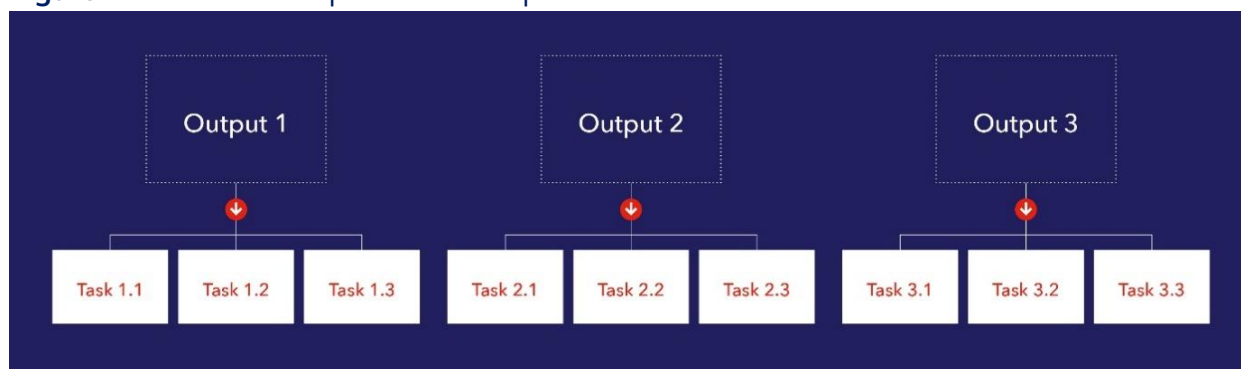 Output 1
Output 2
Output 3
Task 1.1
Task 1.2
Task 1.3
Task 2.1
Task 2.2
Task 2.3
Task 3.1
Task 3.2
Task 3.3